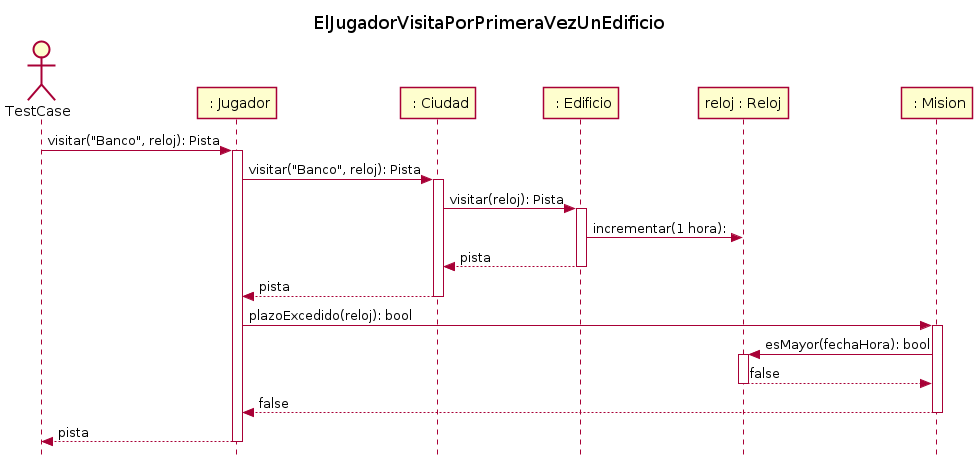 ElJugadorVisitaPorPrimeraVezUnEdificio
TestCase
: Jugador
: Ciudad
: Edificio
reloj : Reloj
: Mision
visitar("Banco", reloj): Pista
visitar("Banco", reloj): Pista
visitar(reloj): Pista
incrementar(1 hora):
pista
pista
plazoExcedido(reloj): bool
esMayor(fechaHora): bool
false
false
pista